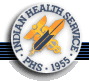 INDIAN HEALTH SERVICE
· PHS · 1955 ·